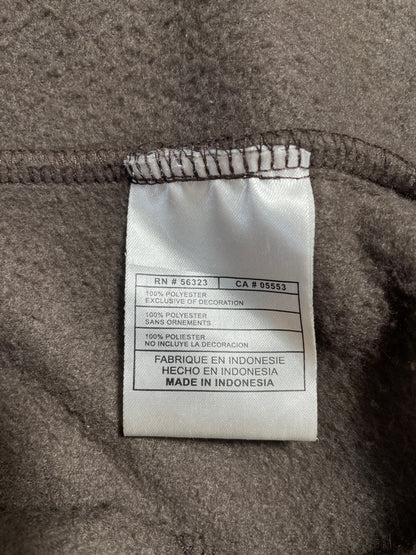 RN # 56323 CA # 05553
100% POLYESTER
EXCLUSIVE OF DECORATION
100% POLYESTER
SANS ORNEMENTS
100% POLIESTER
NO INCLUYE LA DECORACION
FABRIQUE EN INDONESIE
HECHO EN INDONESIA
MADE IN INDONESIA